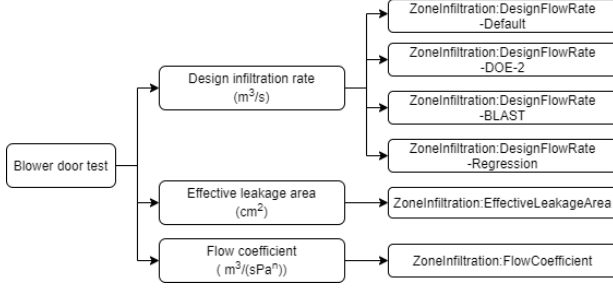 ZoneInfiltration:DesignFlowRate
-Default
Design infiltration rate
(m³/s)
ZoneInfiltration:DesignFlowRate
-DOE-2
ZoneInfiltration:DesignFlowRate
-BLAST
ZoneInfiltration:DesignFlowRate
-Regression
Blower door test
Effective leakage area
(cm²)
ZoneInfiltration:EffectiveLeakageArea
Flow coefficient
( m³/(sPaⁿ))
ZoneInfiltration:FlowCoefficient